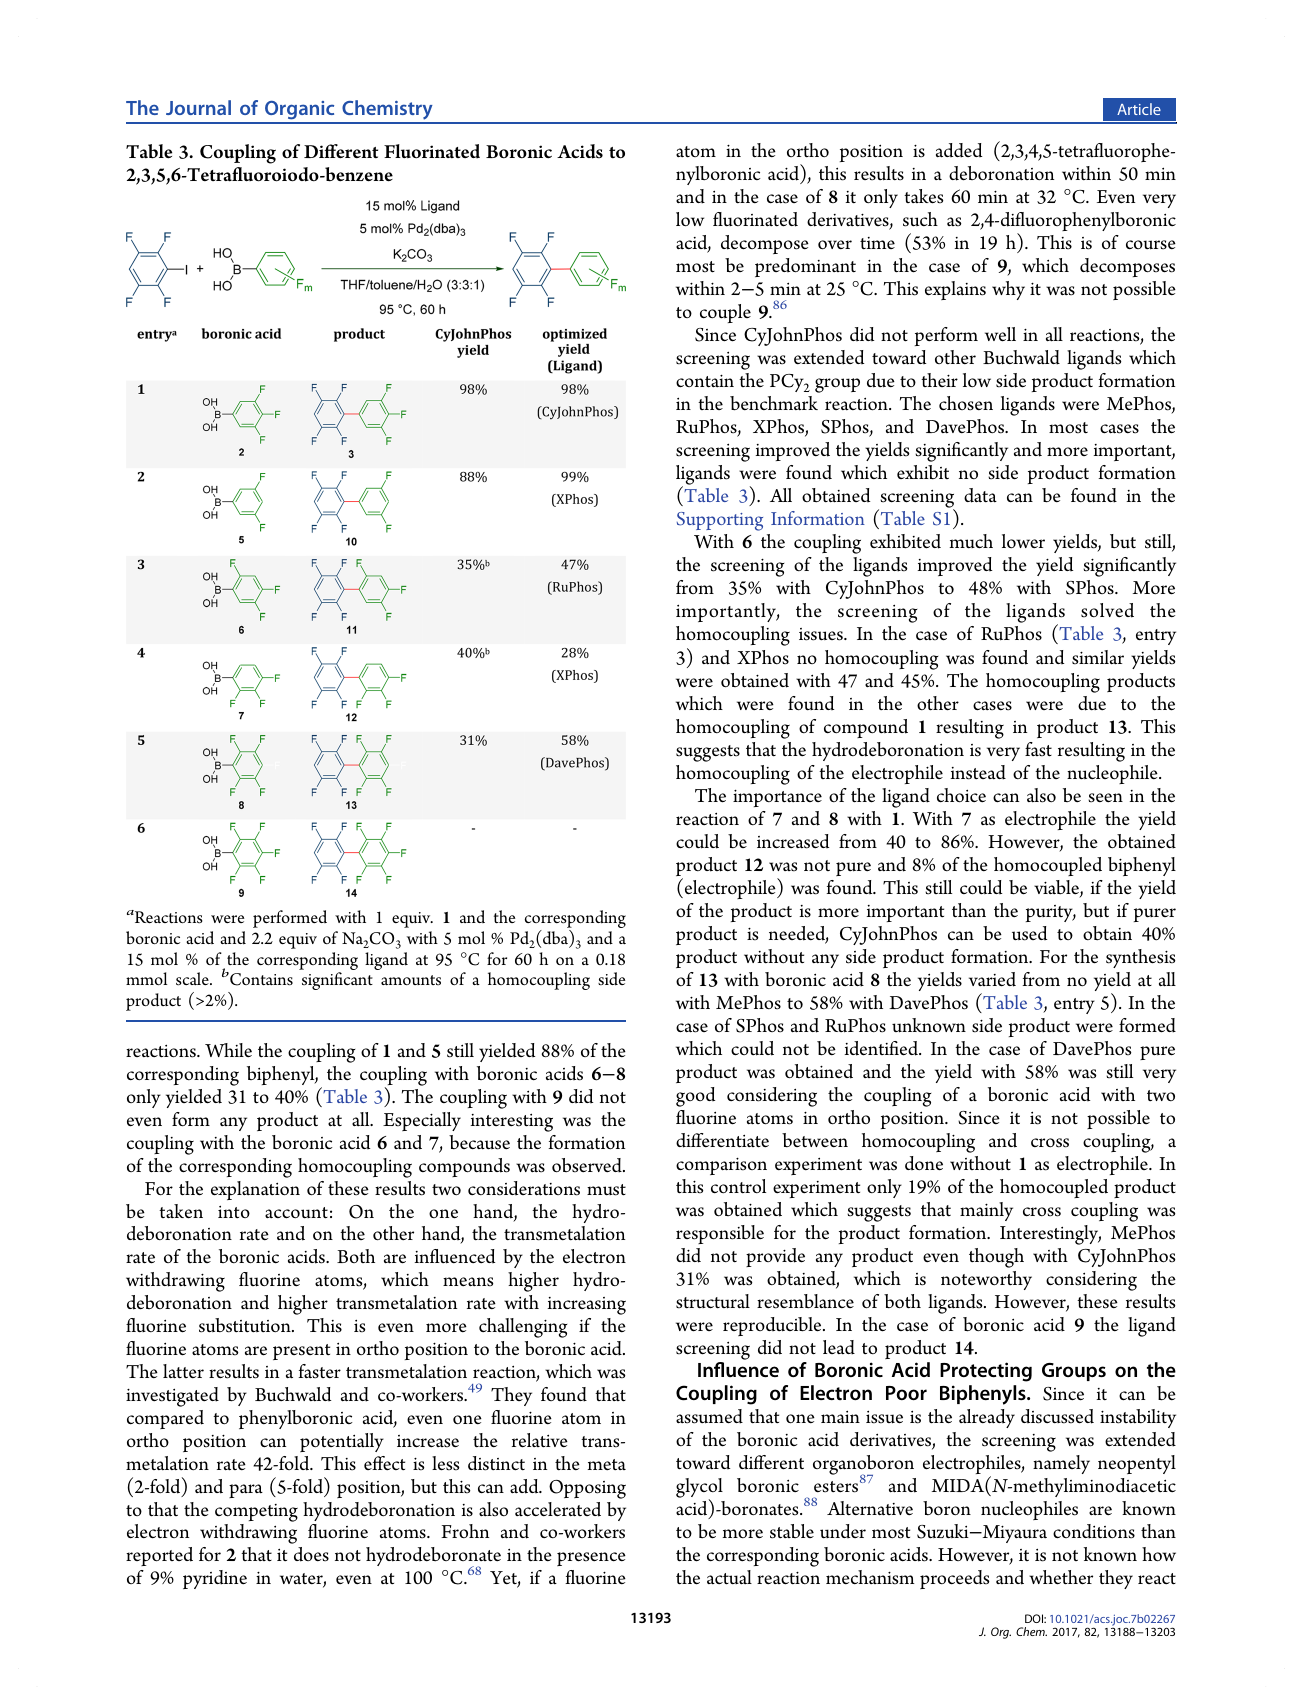 The Journal of Organic Chemistry
Article
Table 3. Coupling of Different Fluorinated Boronic Acids to
2,3,5,6-Tetrafluoroiodo-benzene
15 mol% Ligand
5 mol% Pd2(dba)3
K2CO3
THF/toluene/H2O (3:3:1)
95 °C, 60 h
F F F F I + HO HO B Fm
F F F F Fm
entrya boronic acid product CyJohnPhos yield optimized yield (Ligand)
1 OH B OH F F F 2 F F F F F F F 3 98% 98% (CyJohnPhos)
2 OH B OH F F 5 F F F F F F 10 88% 99% (XPhos)
3 OH B OH F F F 6 F F F F F F F 11 35%b 47% (RuPhos)
4 OH B OH F F F 7 F F F F F F F 12 40%b 28% (XPhos)
5 OH B OH F F F F 8 F F F F F F F F 13 31% 58% (DavePhos)
6 OH B OH F F F F F 9 F F F F F F F F F 14 - -
aReactions were performed with 1 equiv. 1 and the corresponding
boronic acid and 2.2 equiv of Na2CO3 with 5 mol % Pd2(dba)3 and a
15 mol % of the corresponding ligand at 95 °C for 60 h on a 0.18
mmol scale. bContains significant amounts of a homocoupling side
product (>2%).
reactions. While the coupling of 1 and 5 still yielded 88% of the
corresponding biphenyl, the coupling with boronic acids 6−8
only yielded 31 to 40% (Table 3). The coupling with 9 did not
even form any product at all. Especially interesting was the
coupling with the boronic acid 6 and 7, because the formation
of the corresponding homocoupling compounds was observed.
For the explanation of these results two considerations must
be taken into account: On the one hand, the hydro-
deboronation rate and on the other hand, the transmetalation
rate of the boronic acids. Both are influenced by the electron
withdrawing fluorine atoms, which means higher hydro-
deboronation and higher transmetalation rate with increasing
fluorine substitution. This is even more challenging if the
fluorine atoms are present in ortho position to the boronic acid.
The latter results in a faster transmetalation reaction, which was
investigated by Buchwald and co-workers.49 They found that
compared to phenylboronic acid, even one fluorine atom in
ortho position can potentially increase the relative trans-
metalation rate 42-fold. This effect is less distinct in the meta
(2-fold) and para (5-fold) position, but this can add. Opposing
to that the competing hydrodeboronation is also accelerated by
electron withdrawing fluorine atoms. Frohn and co-workers
reported for 2 that it does not hydrodeboronate in the presence
of 9% pyridine in water, even at 100 °C.68 Yet, if a fluorine
atom in the ortho position is added (2,3,4,5-tetrafluorophe-
nylboronic acid), this results in a deboronation within 50 min
and in the case of 8 it only takes 60 min at 32 °C. Even very
low fluorinated derivatives, such as 2,4-difluorophenylboronic
acid, decompose over time (53% in 19 h). This is of course
most be predominant in the case of 9, which decomposes
within 2−5 min at 25 °C. This explains why it was not possible
to couple 9.86
Since CyJohnPhos did not perform well in all reactions, the
screening was extended toward other Buchwald ligands which
contain the PCy2 group due to their low side product formation
in the benchmark reaction. The chosen ligands were MePhos,
RuPhos, XPhos, SPhos, and DavePhos. In most cases the
screening improved the yields significantly and more important,
ligands were found which exhibit no side product formation
(Table 3). All obtained screening data can be found in the
Supporting Information (Table S1).
With 6 the coupling exhibited much lower yields, but still,
the screening of the ligands improved the yield significantly
from 35% with CyJohnPhos to 48% with SPhos. More
importantly, the screening of the ligands solved the
homocoupling issues. In the case of RuPhos (Table 3, entry
3) and XPhos no homocoupling was found and similar yields
were obtained with 47 and 45%. The homocoupling products
which were found in the other cases were due to the
homocoupling of compound 1 resulting in product 13. This
suggests that the hydrodeboronation is very fast resulting in the
homocoupling of the electrophile instead of the nucleophile.
The importance of the ligand choice can also be seen in the
reaction of 7 and 8 with 1. With 7 as electrophile the yield
could be increased from 40 to 86%. However, the obtained
product 12 was not pure and 8% of the homocoupled biphenyl
(electrophile) was found. This still could be viable, if the yield
of the product is more important than the purity, but if purer
product is needed, CyJohnPhos can be used to obtain 40%
product without any side product formation. For the synthesis
of 13 with boronic acid 8 the yields varied from no yield at all
with MePhos to 58% with DavePhos (Table 3, entry 5). In the
case of SPhos and RuPhos unknown side product were formed
which could not be identified. In the case of DavePhos pure
product was obtained and the yield with 58% was still very
good considering the coupling of a boronic acid with two
fluorine atoms in ortho position. Since it is not possible to
differentiate between homocoupling and cross coupling, a
comparison experiment was done without 1 as electrophile. In
this control experiment only 19% of the homocoupled product
was obtained which suggests that mainly cross coupling was
responsible for the product formation. Interestingly, MePhos
did not provide any product even though with CyJohnPhos
31% was obtained, which is noteworthy considering the
structural resemblance of both ligands. However, these results
were reproducible. In the case of boronic acid 9 the ligand
screening did not lead to product 14.
Influence of Boronic Acid Protecting Groups on the
Coupling of Electron Poor Biphenyls. Since it can be
assumed that one main issue is the already discussed instability
of the boronic acid derivatives, the screening was extended
toward different organoboron electrophiles, namely neopentyl
glycol boronic esters87 and MIDA(N-methyliminodiacetic
acid)-boronates.88 Alternative boron nucleophiles are known
to be more stable under most Suzuki−Miyaura conditions than
the corresponding boronic acids. However, it is not known how
the actual reaction mechanism proceeds and whether they react
13193
DOI: 10.1021/acs.joc.7b02267
J. Org. Chem. 2017, 82, 13188−13203